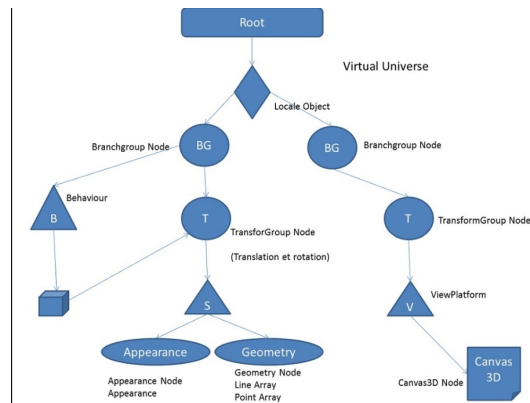 Root
Virtual Universe
Locale Object
Branchgroup Node
BG
BG
Branchgroup Node
Behaviour
B
T
TransforGroup Node
(Translation et rotation)
T
TransformGroup Node
S
ViewPlatform
V
Appearance
Geometry
Canvas
3D
Appearance Node
Appearance
Geometry Node
Line Array
Point Array
Canvas3D Node